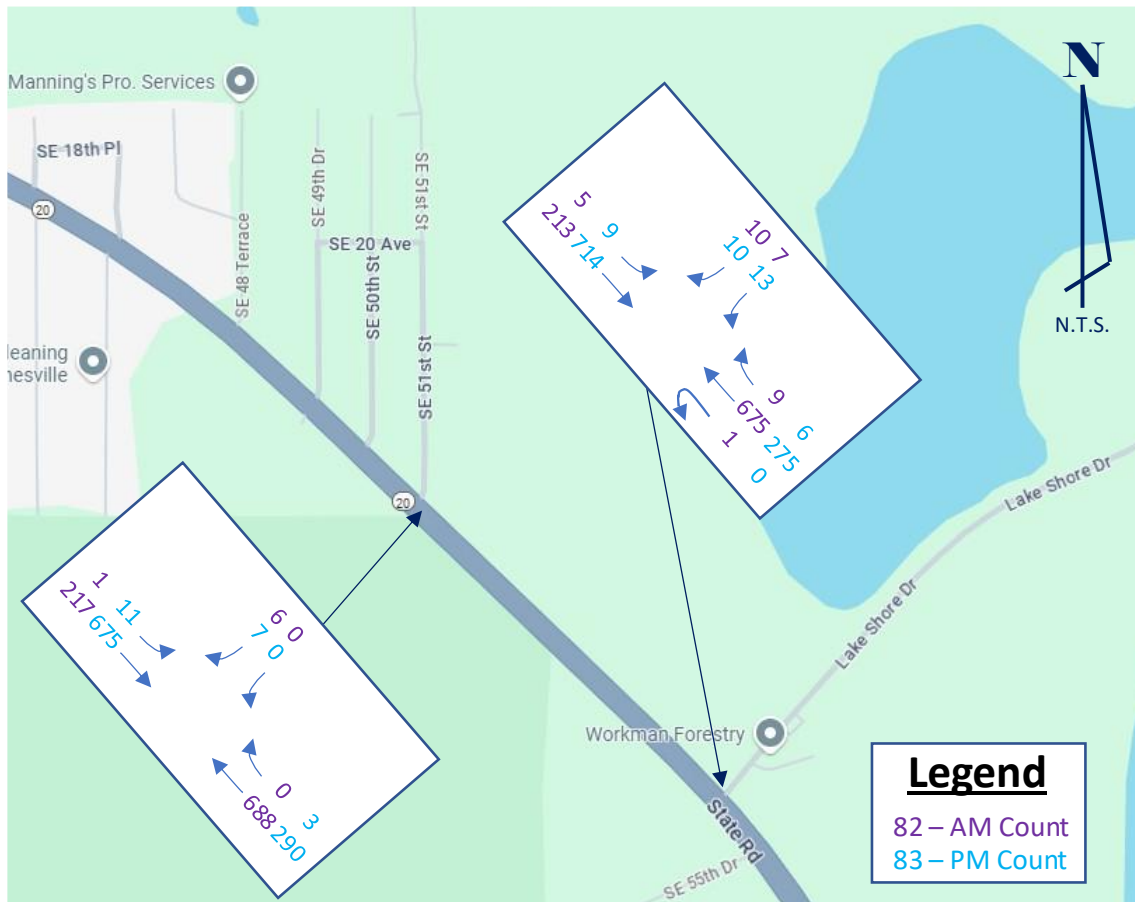 Manning's Pro. Services
N
N.T.S.
SE 18th Pl
20
SE 48 Terrace
SE 49th Dr
SE 50th St
SE 51st St
SE 20 Ave
SE 51st St
eaning
nesville
20
5
213
9
714
10 7
10 13
9
675
6
275
1
0
1
217
11
675
6 0
7 0
0
688
3
290
Lake Shore Dr
Lake Shore Dr
Workman Forestry
State Rd
SE 55th Dr
Legend
82 – AM Count
83 – PM Count